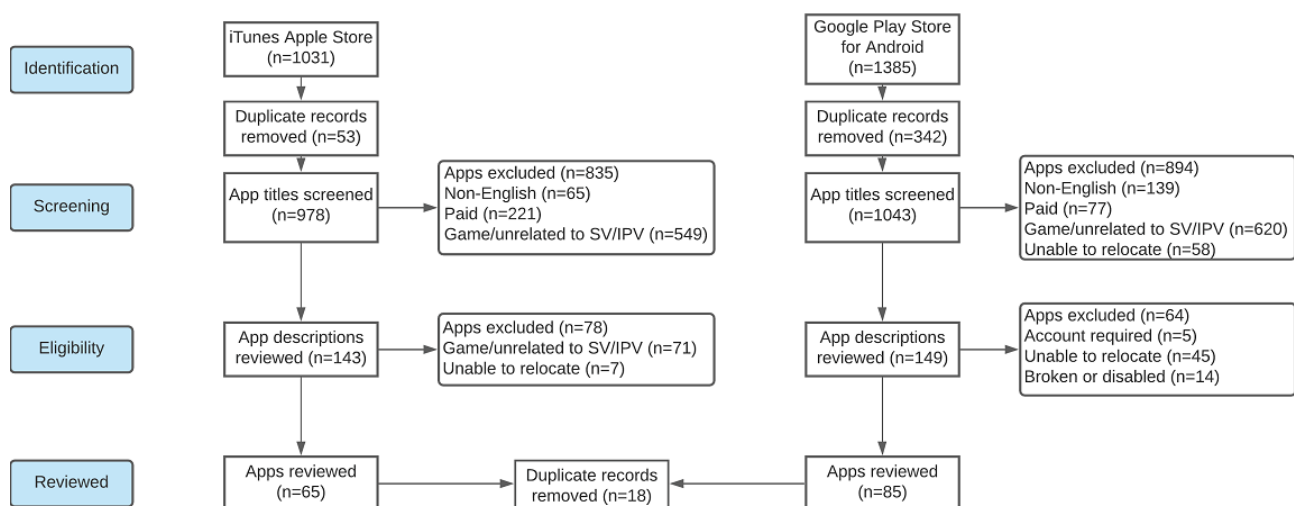 Identification
iTunes Apple Store
(n=1031)
Google Play Store
for Android
(n=1385)
Duplicate records
removed (n=53)
Duplicate records
removed (n=342)
Screening
App titles screened
(n=978)
Apps excluded (n=835)
Non-English (n=65)
Paid (n=221)
Game/unrelated to SV/IPV (n=549)
App titles screened
(n=1043)
Apps excluded (n=894)
Non-English (n=139)
Paid (n=77)
Game/unrelated to SV/IPV (n=620)
Unable to relocate (n=58)
Eligibility
App descriptions
reviewed (n=143)
Apps excluded (n=78)
Game/unrelated to SV/IPV (n=71)
Unable to relocate (n=7)
App descriptions
reviewed (n=149)
Apps excluded (n=64)
Account required (n=5)
Unable to relocate (n=45)
Broken or disabled (n=14)
Reviewed
Apps reviewed
(n=65)
Duplicate records
removed (n=18)
Apps reviewed
(n=85)